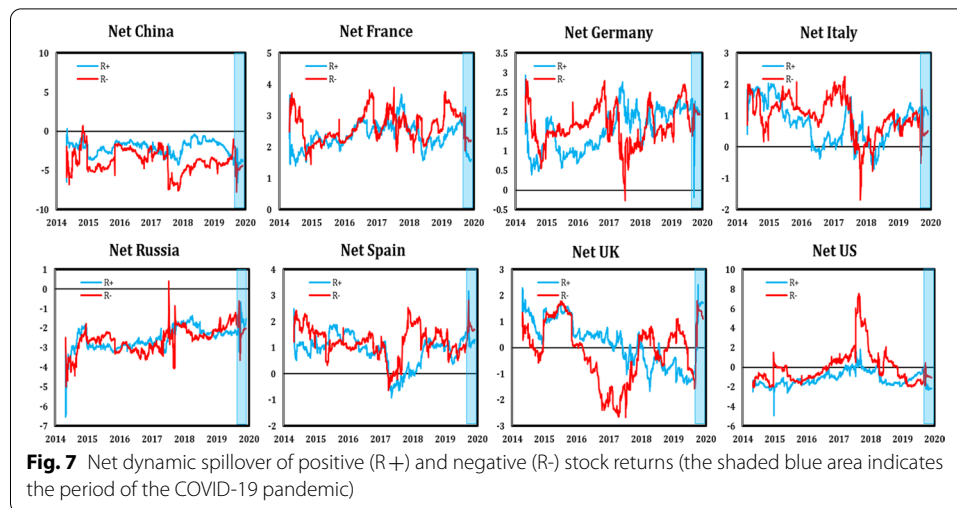 Net China
10
5
0
-5
-10
R+
R-
2014 2015 2016 2017 2018 2019 2020
Net France
5
4
3
2
1
0
R+
R-
2014 2015 2016 2017 2018 2019 2020
Net Germany
3.5
3
2.5
2
1.5
1
0.5
0
-0.5
R+
R-
2014 2015 2016 2017 2018 2019 2020
Net Italy
4
3
2
1
0
-1
-2
R+
R-
2014 2015 2016 2017 2018 2019 2020
Net Russia
1
0
-1
-2
-3
-4
-5
-6
-7
R+
R-
2014 2015 2016 2017 2018 2019 2020
Net Spain
4
3
2
1
0
-1
-2
R+
R-
2014 2015 2016 2017 2018 2019 2020
Net UK
3
2
1
0
-1
-2
-3
R+
R-
2014 2015 2016 2017 2018 2019 2020
Net US
10
8
6
4
2
0
-2
-4
-6
R+
R-
2014 2015 2016 2017 2018 2019 2020
Fig. 7 Net dynamic spillover of positive (R+) and negative (R-) stock returns (the shaded blue area indicates
the period of the COVID-19 pandemic)